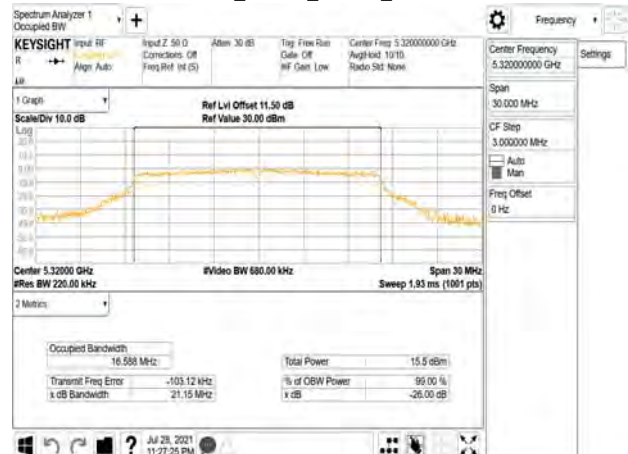 Spectrum Analyzer 1
Occupied BW
+
Frequency
KEYSIGHT Input: RF
R
Align: Auto
Input Z: 50 Ω
Corrections: Off
Freq Ref: Int (S)
Atten: 30 dB
Trig: Free Run
Gate: Off
#IF Gain: Low
Center Freq: 5.320000000 GHz
Avg|Hold: 10/10
Radio Std: None
Center Frequency
5.320000000 GHz
Settings
Span
30.000 MHz
CF Step
3.000000 MHz
Auto
Man
Freq Offset
0 Hz
1 Graph
Scale/Div 10.0 dB
Ref Lvl Offset 11.50 dB
Ref Value 30.00 dBm
Log
Center 5.32000 GHz
#Res BW 220.00 kHz
#Video BW 680.00 kHz
Span 30 MHz
Sweep 1.93 ms (1001 pts)
2 Metrics
Occupied Bandwidth
16.588 MHz
Total Power 15.5 dBm
Transmit Freq Error -103.12 kHz
% of OBW Power 99.00 %
x dB Bandwidth 21.15 MHz
x dB -26.00 dB
?
Jul 28, 2021
11:27:25 PM